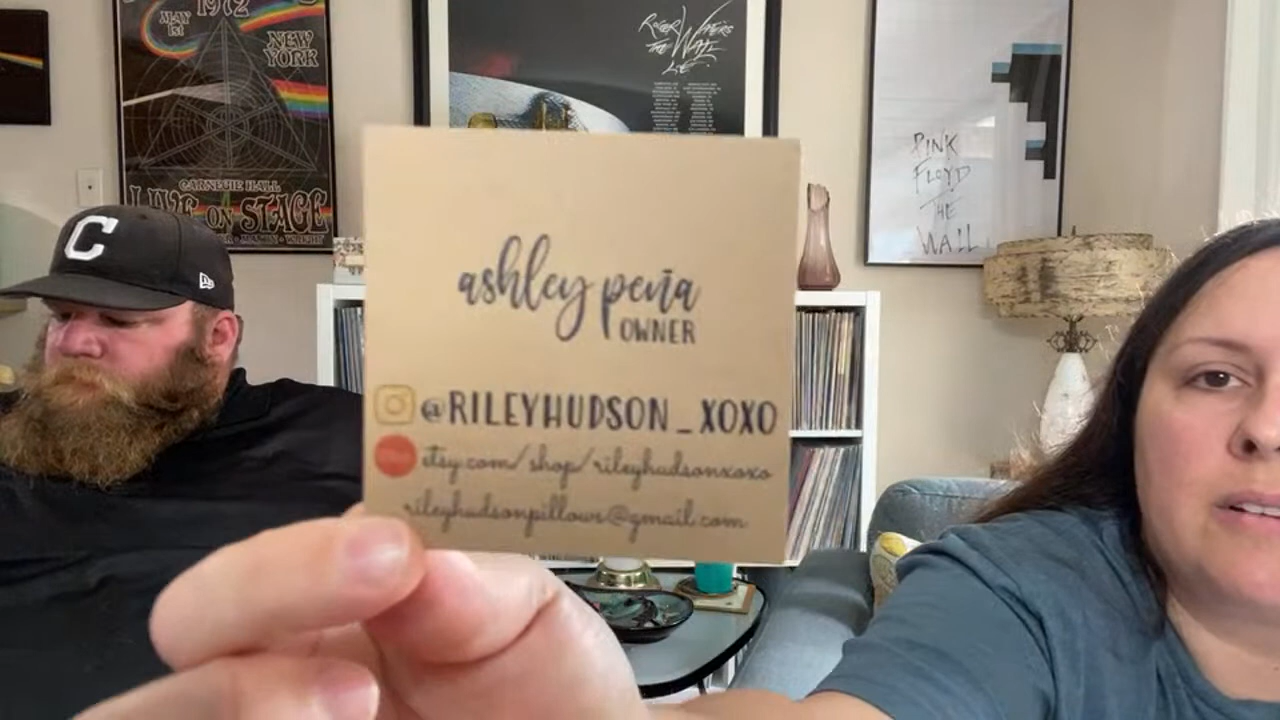 1972
MAY
1st
NEW
YORK
CARNEGIE HALL
LIVE ON STAGE
ROGER WATERS
THE WALL
LIVE
PINK
FLOYD
THE
WALL
C
ashley peña
OWNER
@RILEYHUDSON_XOXO
etsy.com/shop/rileyhudsonxoxo
rileyhudsonpillows@gmail.com